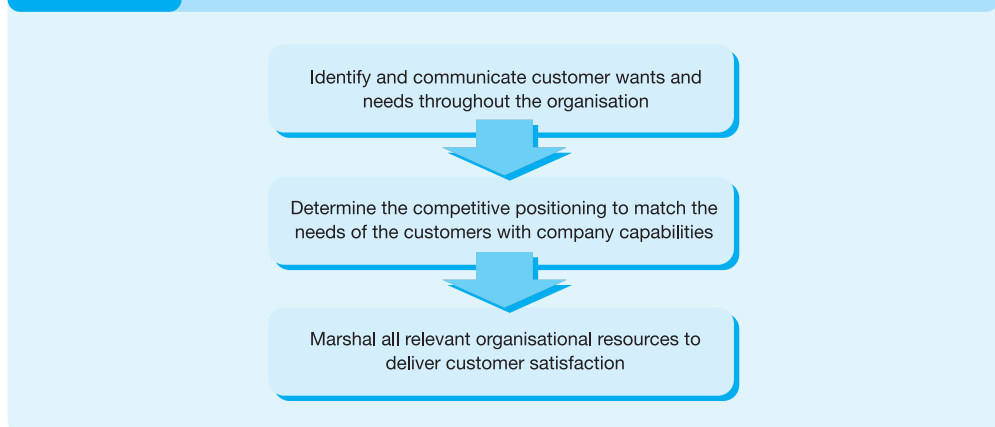 Identify and communicate customer wants and
needs throughout the organisation
Determine the competitive positioning to match the
needs of the customers with company capabilities
Marshal all relevant organisational resources to
deliver customer satisfaction